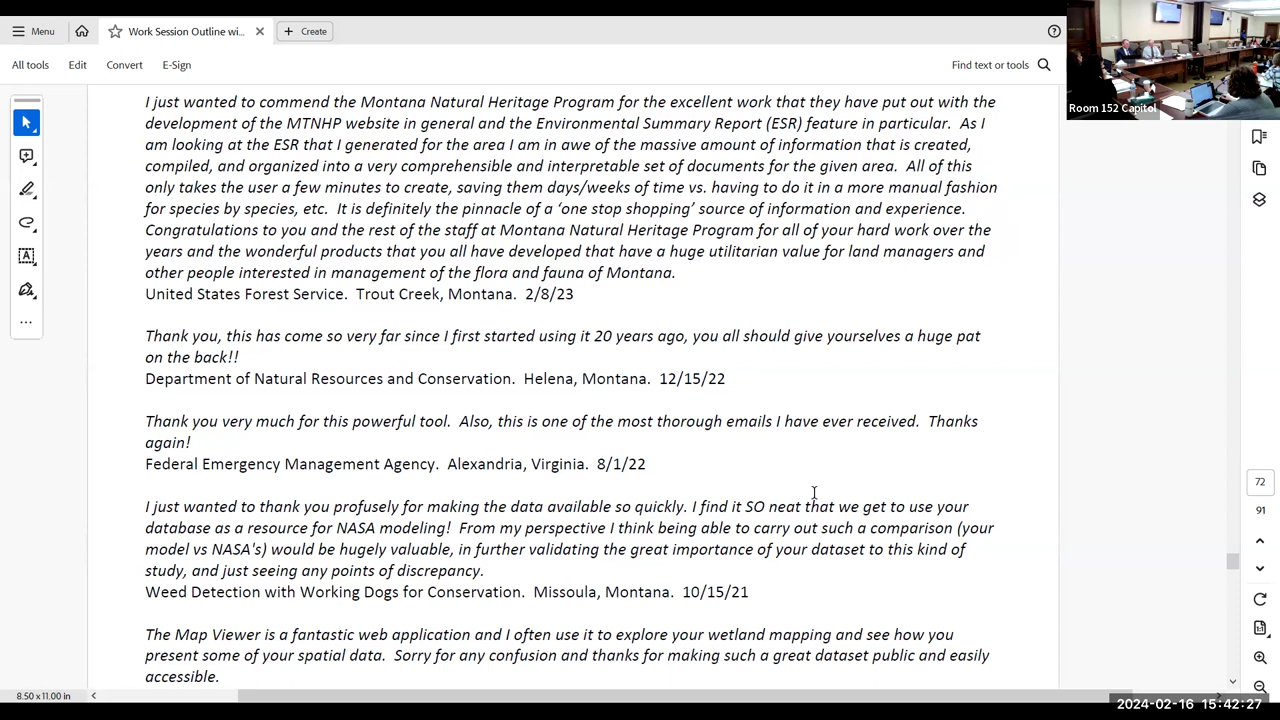 Menu
Work Session Outline wi...
Create
All tools
Edit
Convert
E-Sign
Find text or tools
Room 152 Capitol
I just wanted to commend the Montana Natural Heritage Program for the excellent work that they have put out with the
development of the MTNHP website in general and the Environmental Summary Report (ESR) feature in particular.  As I
am looking at the ESR that I generated for the area I am in awe of the massive amount of information that is created,
compiled, and organized into a very comprehensible and interpretable set of documents for the given area.  All of this
only takes the user a few minutes to create, saving them days/weeks of time vs. having to do it in a more manual fashion
for species by species, etc.  It is definitely the pinnacle of a ‘one stop shopping’ source of information and experience.
Congratulations to you and the rest of the staff at Montana Natural Heritage Program for all of your hard work over the
years and the wonderful products that you all have developed that have a huge utilitarian value for land managers and
other people interested in management of the flora and fauna of Montana.
United States Forest Service.  Trout Creek, Montana.  2/8/23
Thank you, this has come so very far since I first started using it 20 years ago, you all should give yourselves a huge pat
on the back!!
Department of Natural Resources and Conservation.  Helena, Montana.  12/15/22
Thank you very much for this powerful tool.  Also, this is one of the most thorough emails I have ever received.  Thanks
again!
Federal Emergency Management Agency.  Alexandria, Virginia.  8/1/22
I just wanted to thank you profusely for making the data available so quickly. I find it SO neat that we get to use your
database as a resource for NASA modeling!  From my perspective I think being able to carry out such a comparison (your
model vs NASA's) would be hugely valuable, in further validating the great importance of your dataset to this kind of
study, and just seeing any points of discrepancy.
Weed Detection with Working Dogs for Conservation.  Missoula, Montana.  10/15/21
The Map Viewer is a fantastic web application and I often use it to explore your wetland mapping and see how you
present some of your spatial data.  Sorry for any confusion and thanks for making such a great dataset public and easily
accessible.
72
91
8.50 x 11.00 in
2024-02-16 15:42:27